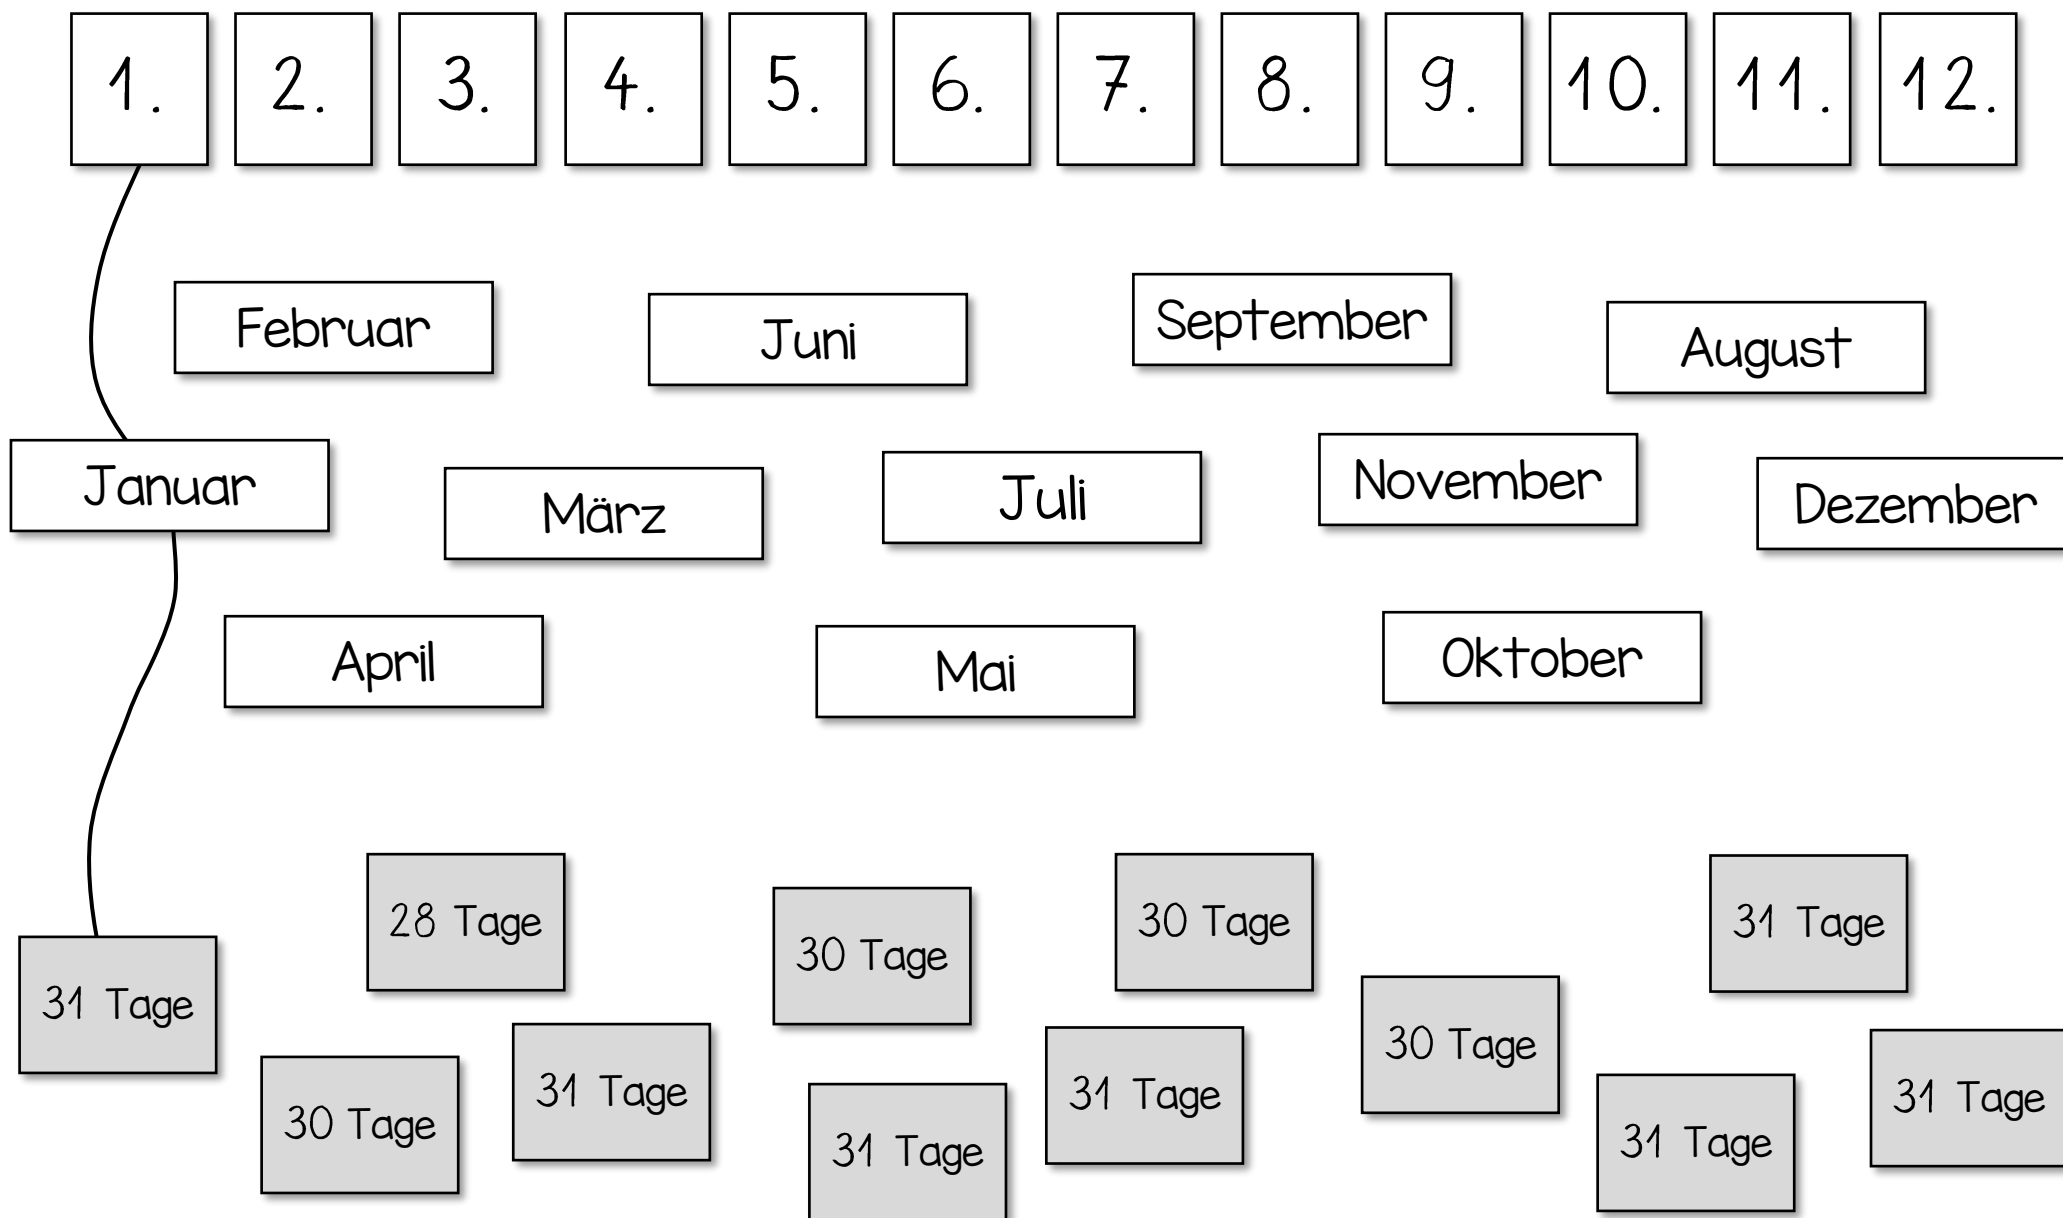 1. 2. 3. 4. 5. 6. 7. 8. 9. 10. 11. 12.
Februar
Juni
September
August
Januar
März
Juli
November
Dezember
April
Mai
Oktober
28 Tage
30 Tage
30 Tage
31 Tage
31 Tage
30 Tage
31 Tage
31 Tage
31 Tage
30 Tage
31 Tage
31 Tage